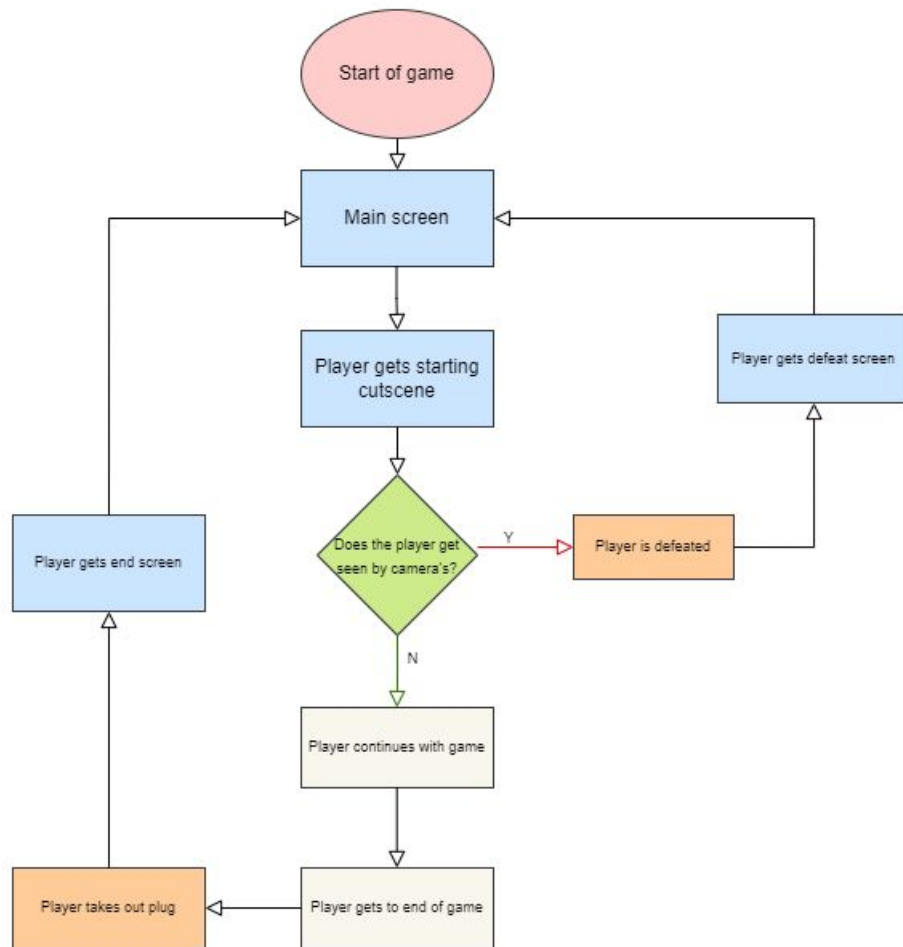 Start of game
Main screen
Player gets starting
cutscene
Player gets defeat screen
Does the player get
seen by camera's?
Y
Player is defeated
Player gets end screen
N
Player continues with game
Player gets to end of game
Player takes out plug